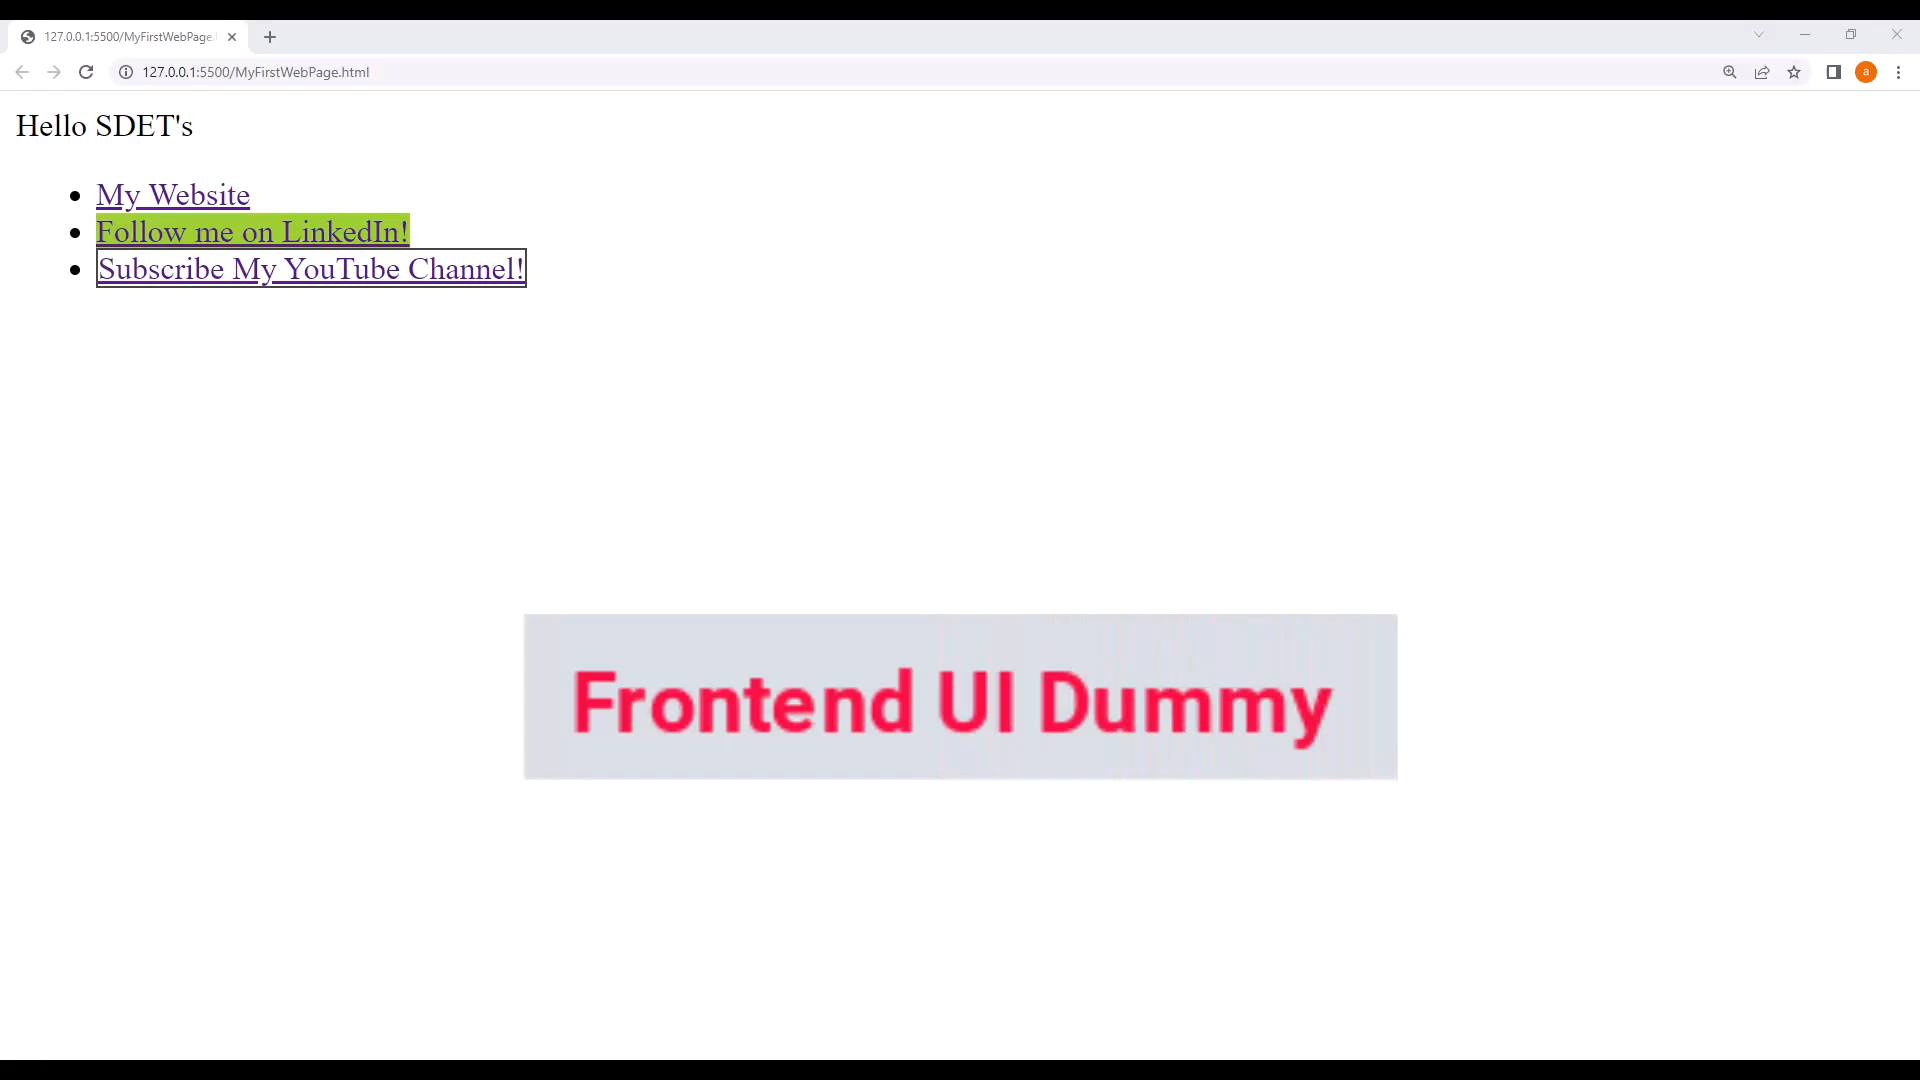 127.0.0.1:5500/MyFirstWebPage.
127.0.0.1:5500/MyFirstWebPage.html
a
Hello SDET's
My Website
Follow me on LinkedIn!
Subscribe My YouTube Channel!
Frontend UI Dummy